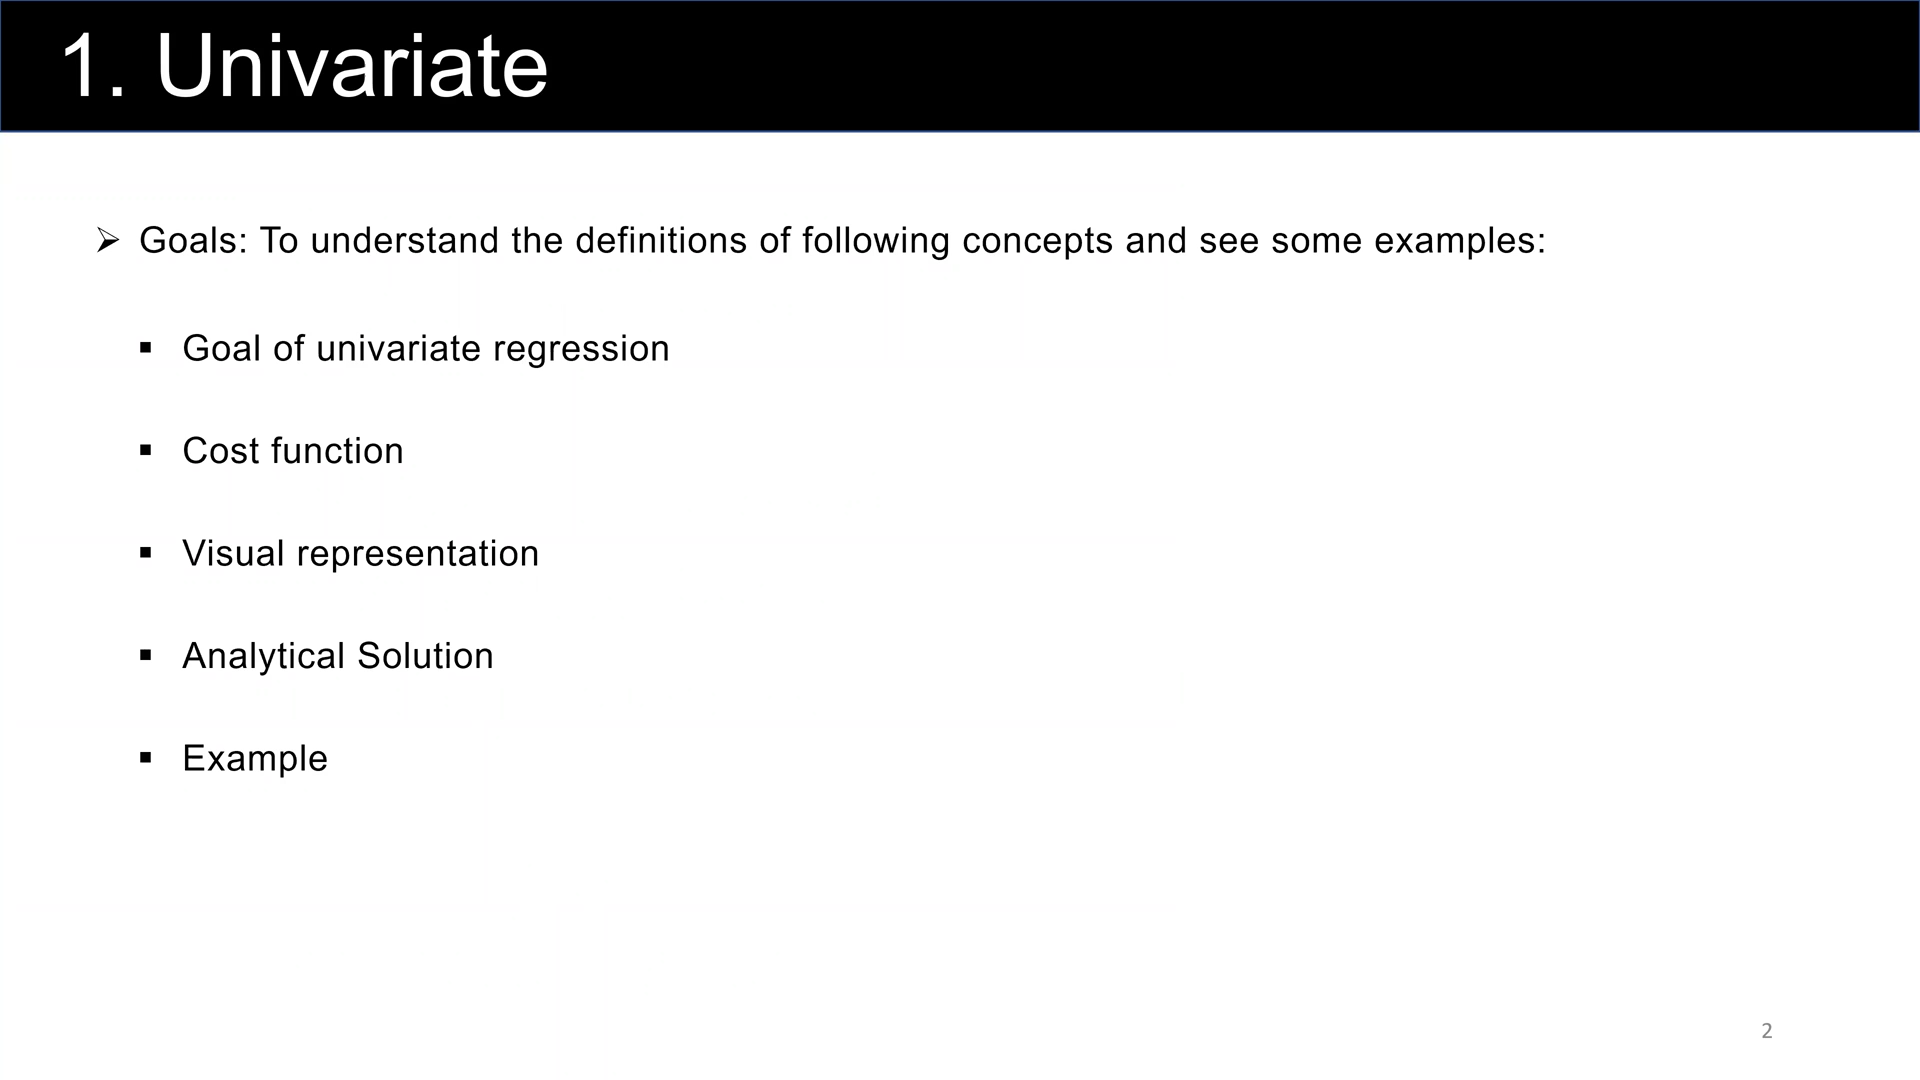 1. Univariate
➢ Goals: To understand the definitions of following concepts and see some examples:
▪ Goal of univariate regression
▪ Cost function
▪ Visual representation
▪ Analytical Solution
▪ Example
2